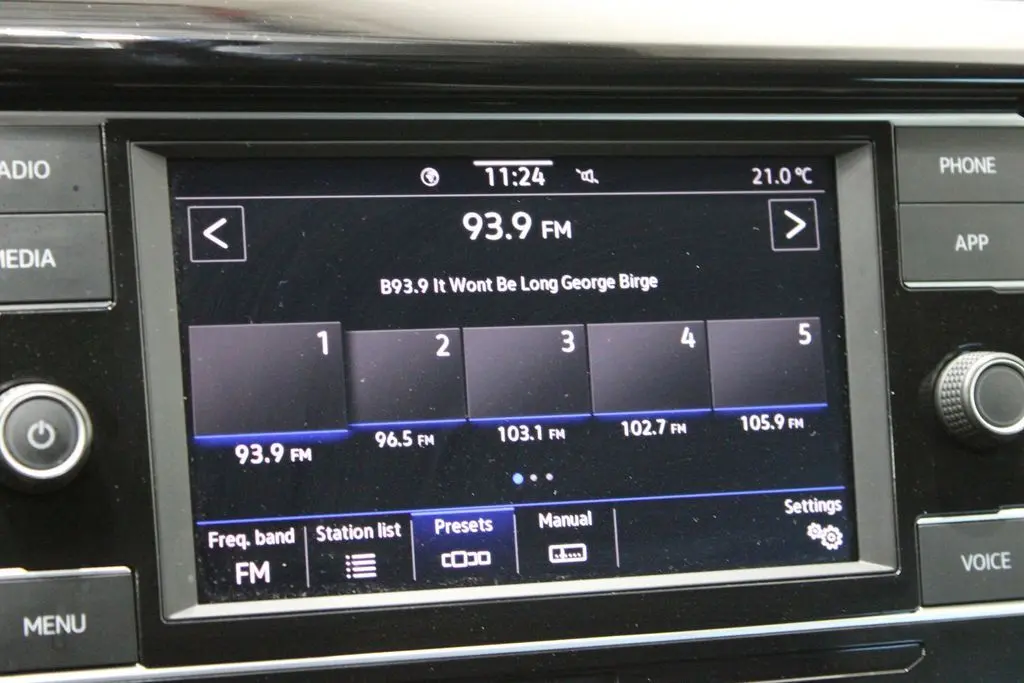 ADIO
MEDIA
MENU
11:24
21.0 °C
<
93.9 FM
>
B93.9 It Wont Be Long George Birge
1
2
3
4
5
93.9 FM
96.5 FM
103.1 FM
102.7 FM
105.9 FM
Freq. band
FM
Station list
Presets
Manual
Settings
PHONE
APP
VOICE